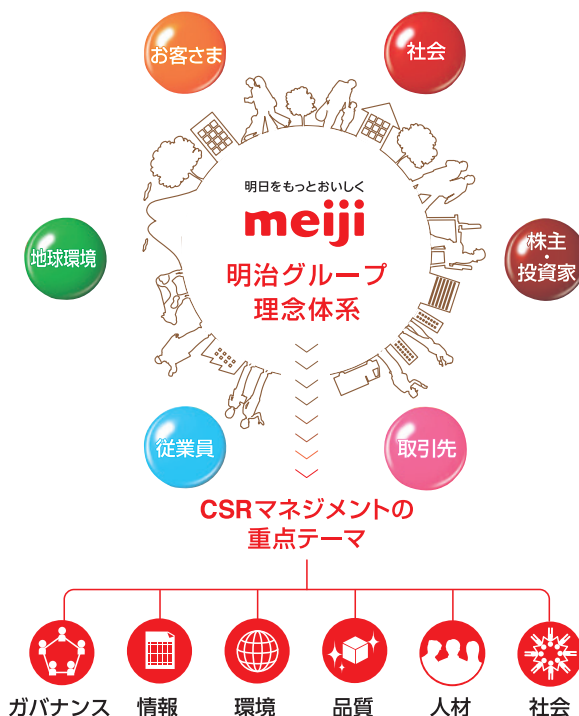 お客さま
社会
明日をもっとおいしく
meiji
地球環境
明治グループ
理念体系
株主
・
投資家
従業員
取引先
CSRマネジメントの
重点テーマ
ガバナンス
情報
環境
品質
人材
社会